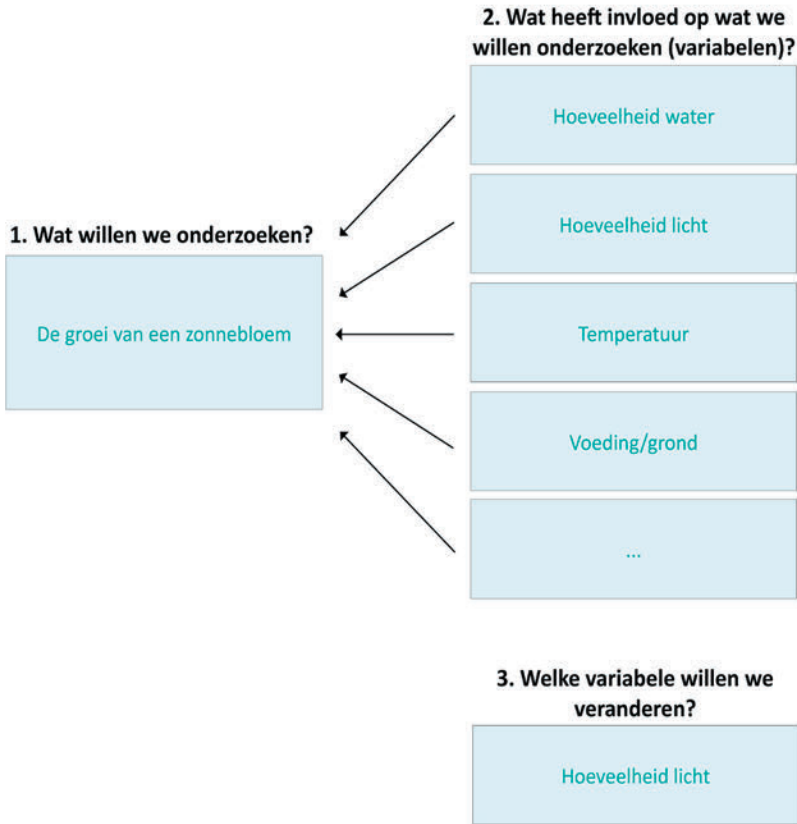 2. Wat heeft invloed op wat we
willen onderzoeken (variabelen)?
Hoeveelheid water
Hoeveelheid licht
1. Wat willen we onderzoeken?
De groei van een zonnebloem
Temperatuur
Voeding/grond
...
3. Welke variabele willen we
veranderen?
Hoeveelheid licht